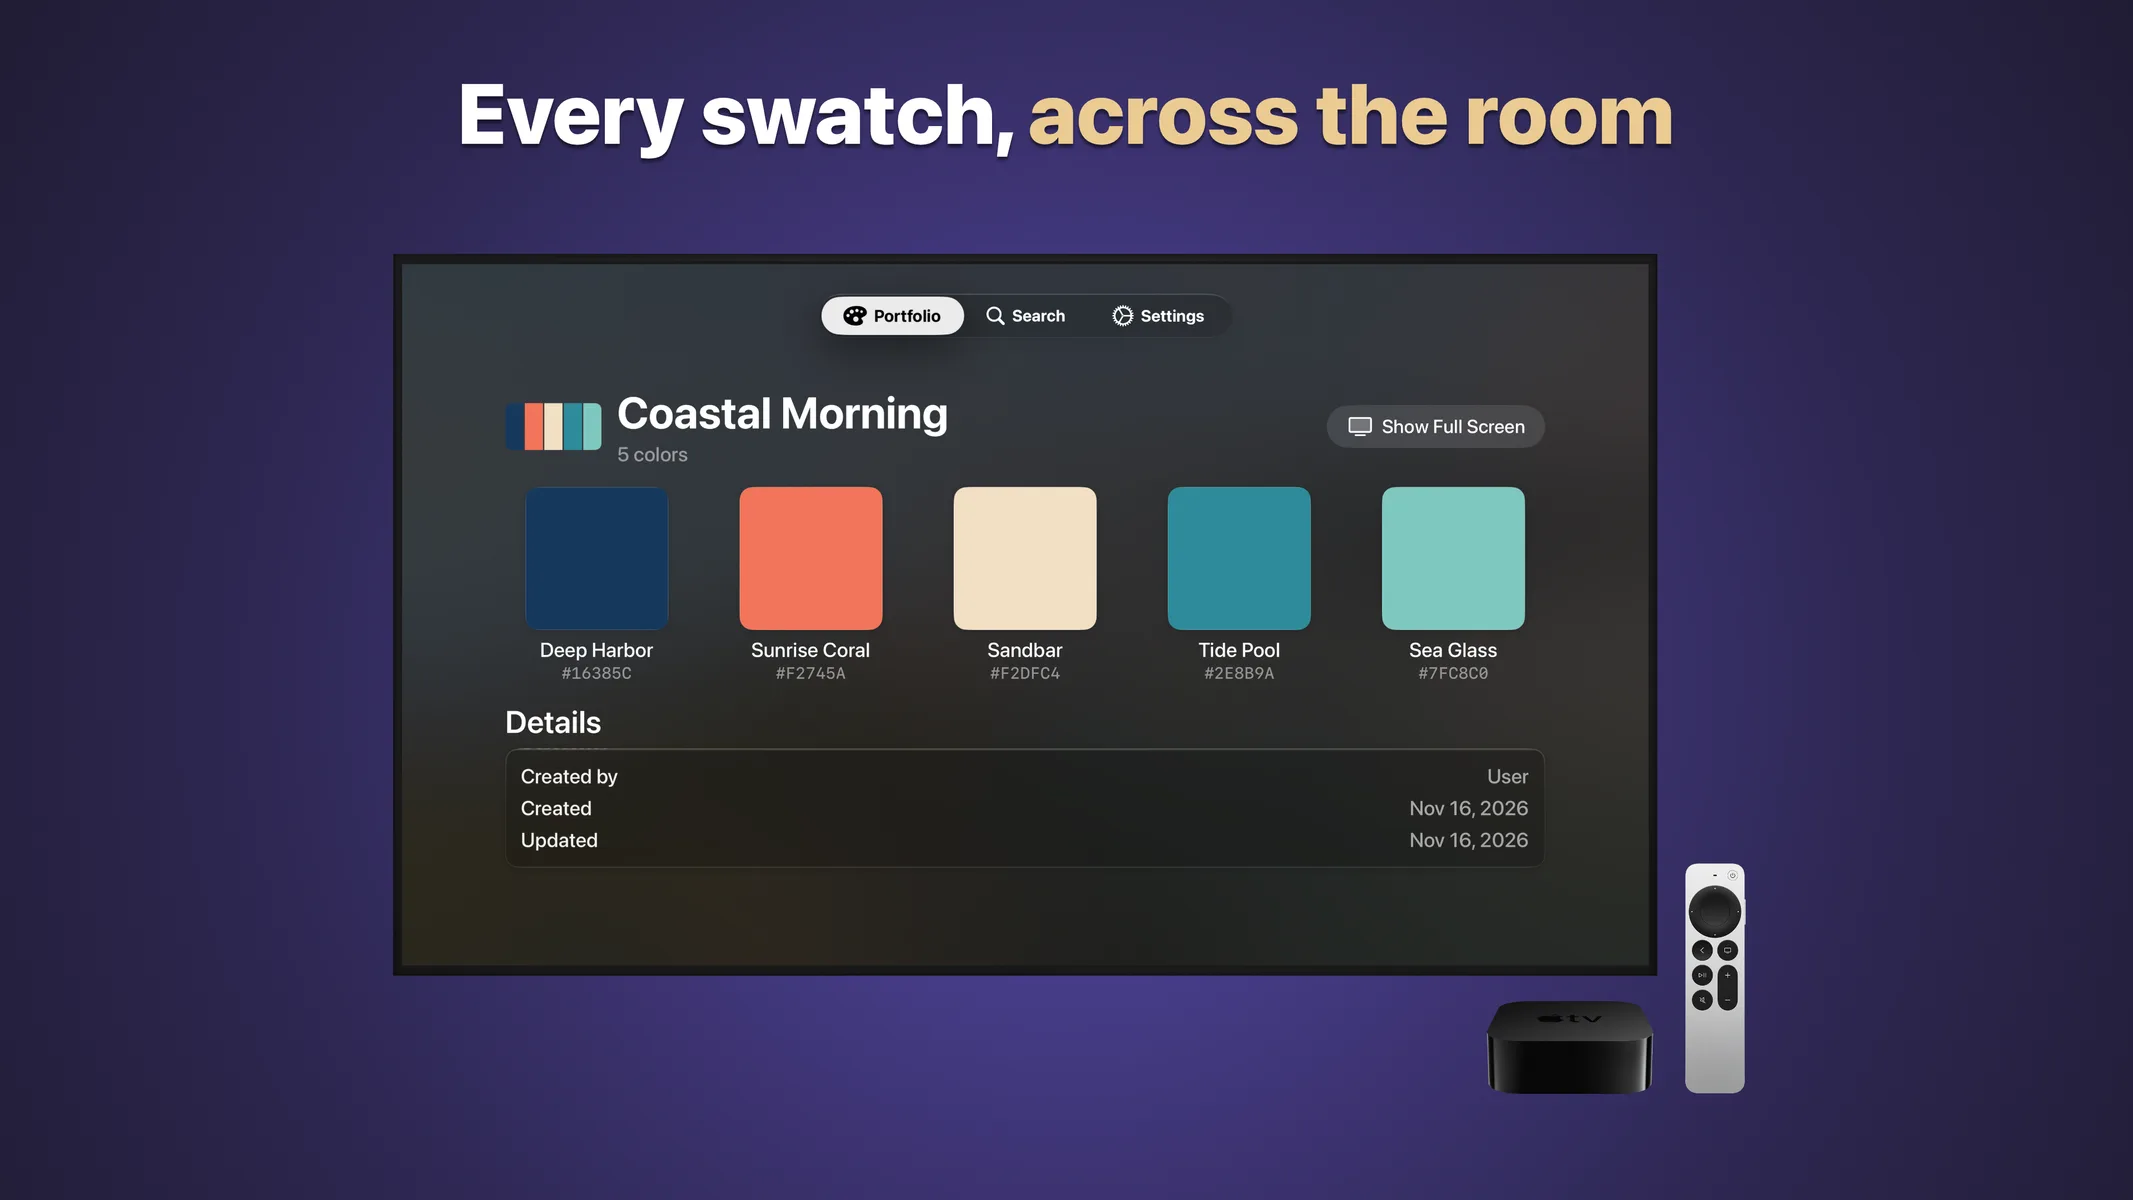 Every swatch, across the room
Portfolio
Search
Settings
Coastal Morning
5 colors
Show Full Screen
Deep Harbor
#16385C
Sunrise Coral
#F2745A
Sandbar
#F2DFC4
Tide Pool
#2E8B9A
Sea Glass
#7FC8C0
Details
Created by User
Created Nov 16, 2026
Updated Nov 16, 2026
tv